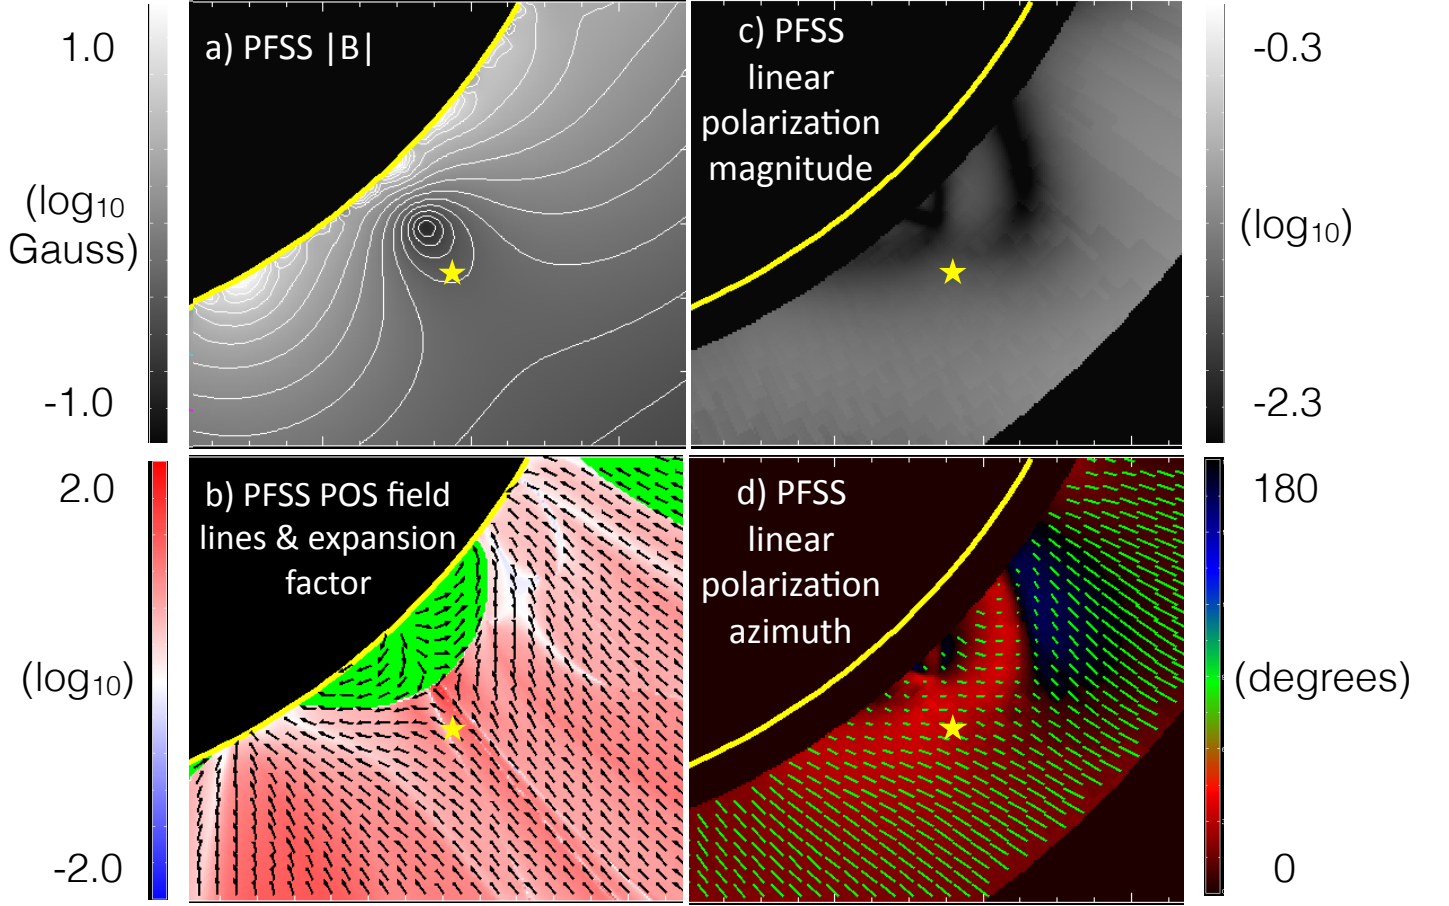 1.0
(log10
Gauss)
-1.0
a) PFSS |B|
c) PFSS
linear
polarization
magnitude
-0.3
(log10)
-2.3
2.0
(log10)
-2.0
b) PFSS POS field
lines & expansion
factor
d) PFSS
linear
polarization
azimuth
180
(degrees)
0